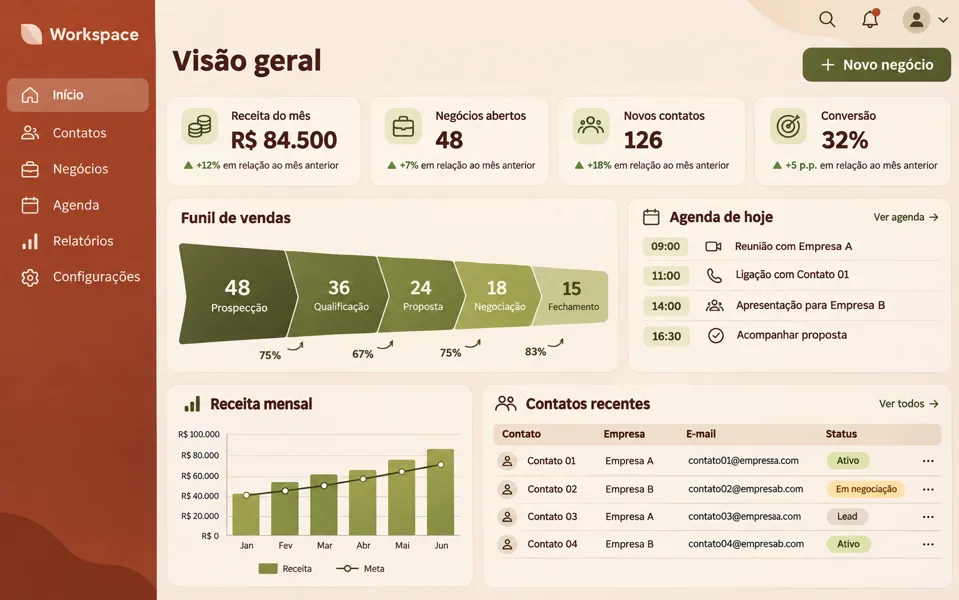 Workspace
Início
Contatos
Negócios
Agenda
Relatórios
Configurações
Visão geral
+ Novo negócio
Receita do mês
R$ 84.500
+12% em relação ao mês anterior
Negócios abertos
48
+7% em relação ao mês anterior
Novos contatos
126
+18% em relação ao mês anterior
Conversão
32%
+5 p.p. em relação ao mês anterior
Funil de vendas
48
Prospecção
36
Qualificação
24
Proposta
18
Negociação
15
Fechamento
75%
67%
75%
83%
Agenda de hoje
Ver agenda →
09:00 Reunião com Empresa A
11:00 Ligação com Contato 01
14:00 Apresentação para Empresa B
16:30 Acompanhar proposta
Receita mensal
R$ 100.000
R$ 80.000
R$ 60.000
R$ 40.000
R$ 20.000
R$ 0
Jan Fev Mar Abr Mai Jun
Receita Meta
Contatos recentes
Ver todos →
Contato Empresa E-mail Status
Contato 01 Empresa A contato01@empresaa.com Ativo
Contato 02 Empresa B contato02@empresab.com Em negociação
Contato 03 Empresa A contato03@empresaa.com Lead
Contato 04 Empresa B contato04@empresab.com Ativo